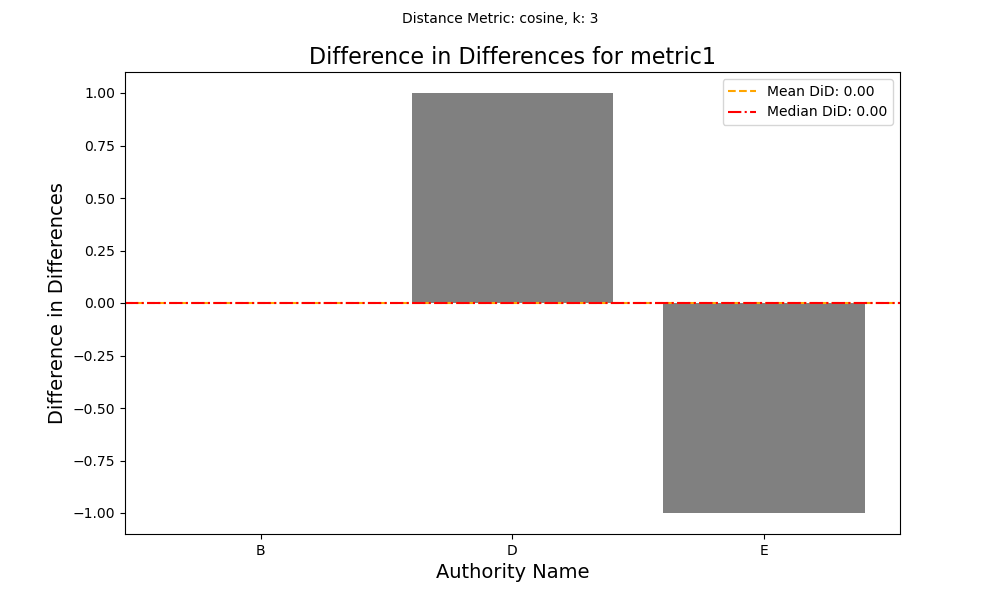 Distance Metric: cosine, k: 3
Difference in Differences for metric1
Mean DiD: 0.00
Median DiD: 0.00
Difference in Differences
1.00
0.75
0.50
0.25
0.00
−0.25
−0.50
−0.75
−1.00
B D E
Authority Name